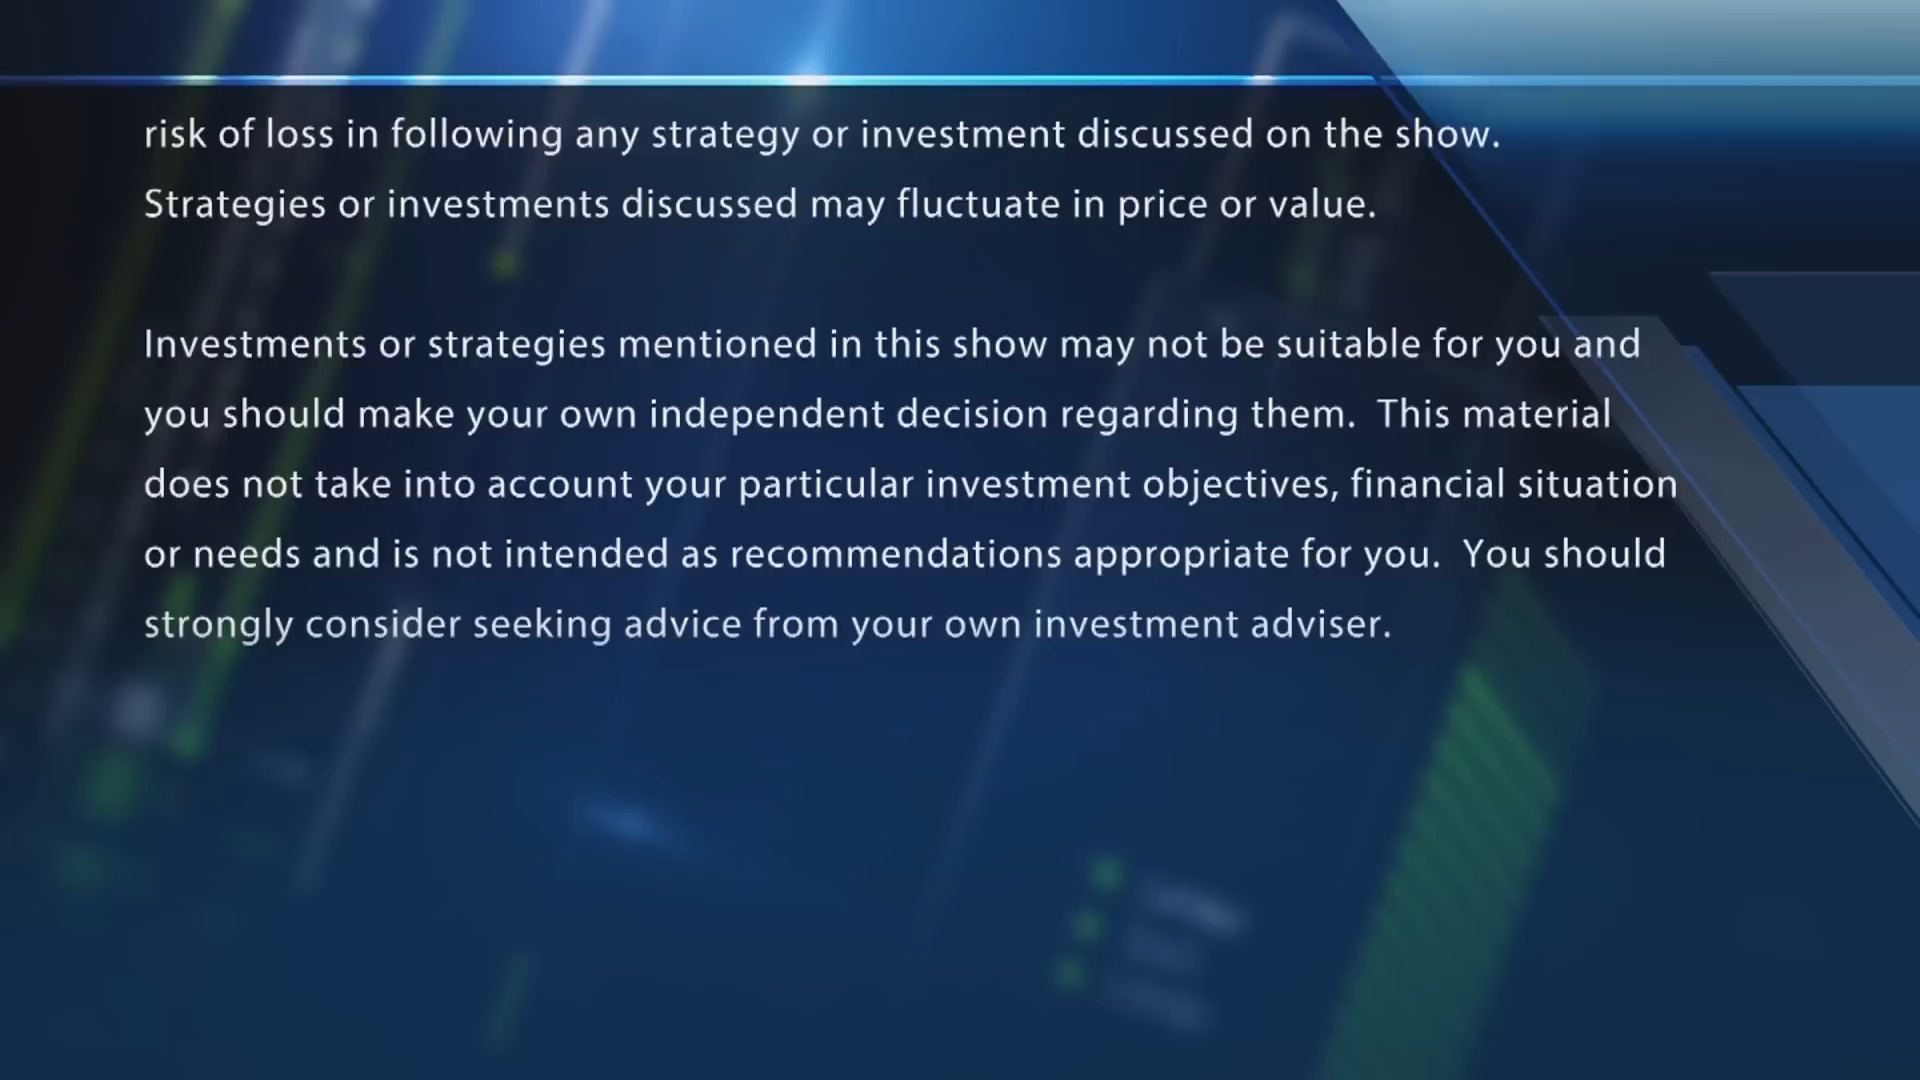 risk of loss in following any strategy or investment discussed on the show.
Strategies or investments discussed may fluctuate in price or value.
Investments or strategies mentioned in this show may not be suitable for you and
you should make your own independent decision regarding them.  This material
does not take into account your particular investment objectives, financial situation
or needs and is not intended as recommendations appropriate for you.  You should
strongly consider seeking advice from your own investment adviser.